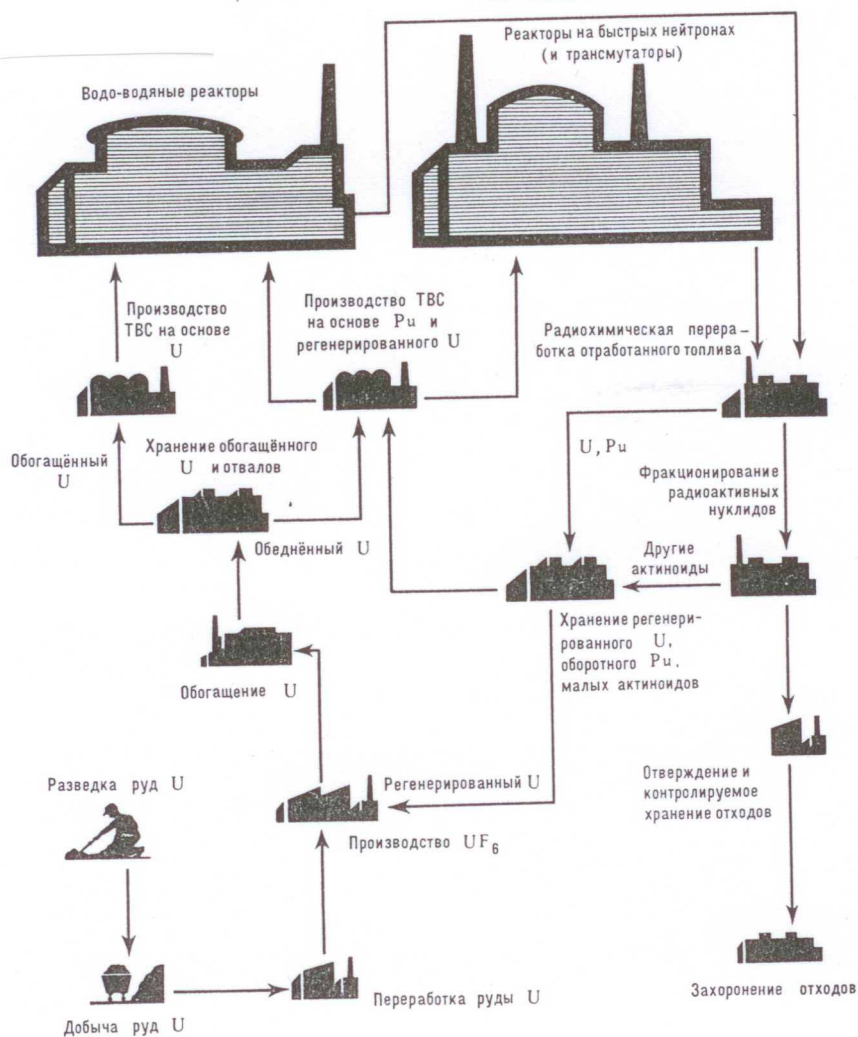 Реакторы на быстрых нейтронах
(и трансмутаторы)
Водо-водяные реакторы
Производство
ТВС на основе
U
Производство ТВС
на основе Pu и
регенерированного U
Радиохимическая перера-
ботка отработанного топлива
Обогащённый
U
Хранение обогащённого
U и отвалов
U, Pu
Фракционирование
радиоактивных
нуклидов
Обеднённый U
Другие
актиноиды
Хранение регенери-
рованного U,
оборотного Pu,
малых актиноидов
Обогащение U
Разведка руд U
Регенерированный U
Отверждение и
контролируемое
хранение отходов
Производство UF6
Переработка руды U
Захоронение отходов
Добыча руд U